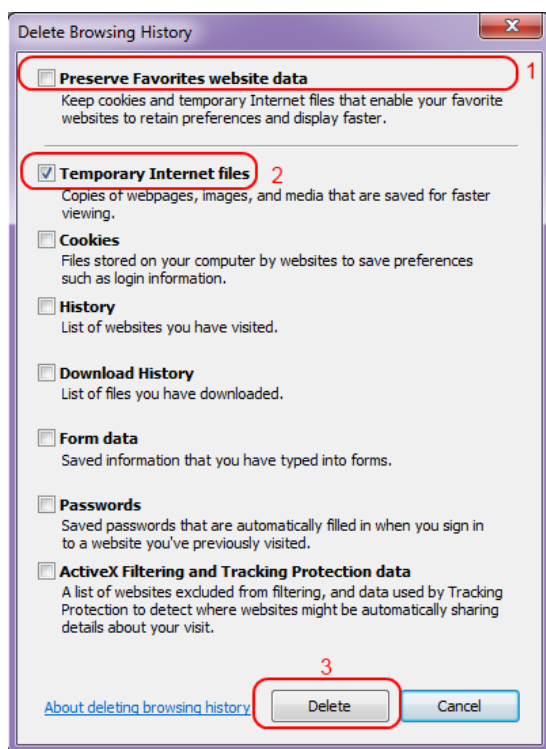 Delete Browsing History
Preserve Favorites website data
1
Keep cookies and temporary Internet files that enable your favorite
websites to retain preferences and display faster.
Temporary Internet files
2
Copies of webpages, images, and media that are saved for faster
viewing.
Cookies
Files stored on your computer by websites to save preferences
such as login information.
History
List of websites you have visited.
Download History
List of files you have downloaded.
Form data
Saved information that you have typed into forms.
Passwords
Saved passwords that are automatically filled in when you sign in
to a website you've previously visited.
ActiveX Filtering and Tracking Protection data
A list of websites excluded from filtering, and data used by Tracking
Protection to detect where websites might be automatically sharing
details about your visit.
3
About deleting browsing history Delete Cancel